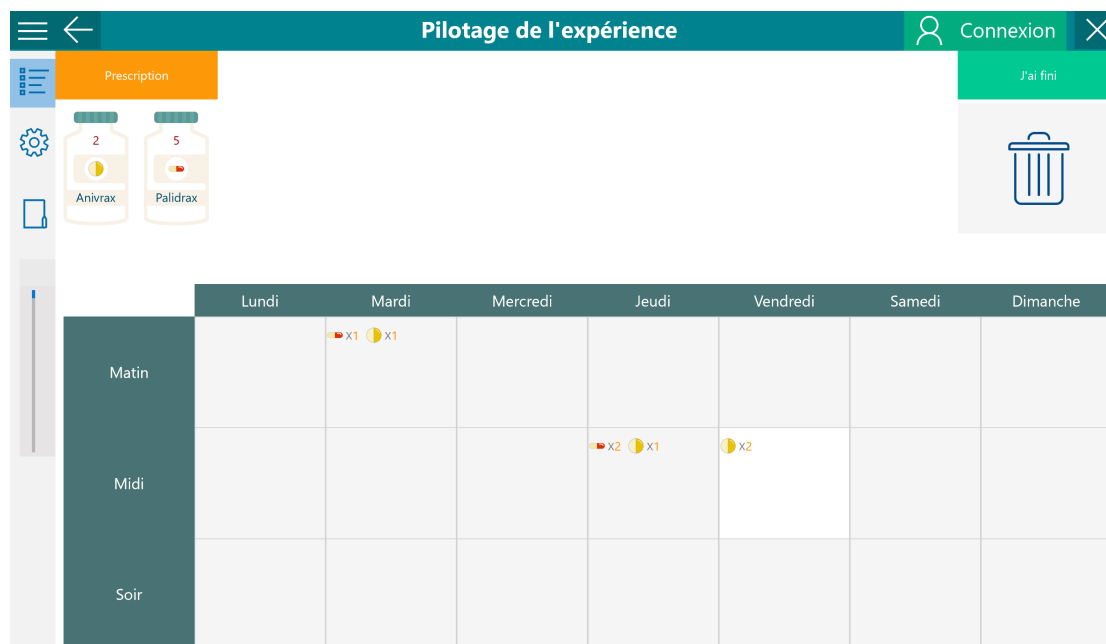 Pilotage de l'expérience
Connexion
Prescription
J'ai fini
2 5
Anivrax Palidrax
Lundi Mardi Mercredi Jeudi Vendredi Samedi Dimanche
Matin
X1 X1
Midi
X2 X1 X2
Soir